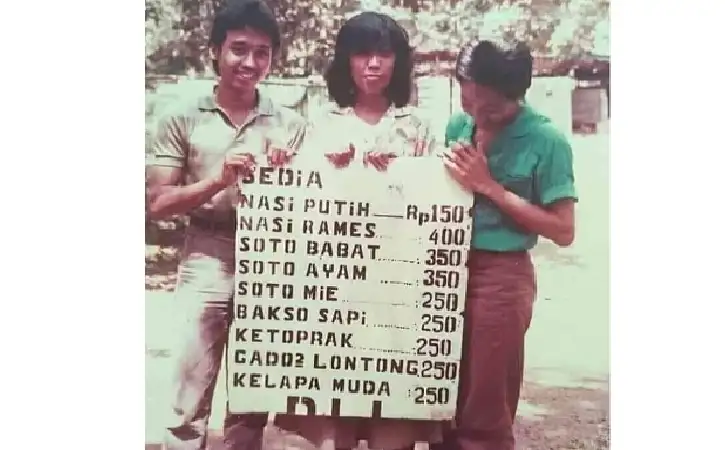 SEDiA
NASi PUTiH Rp150
NASi RAMES : 400
SOTO BABAT : 350
SOTO AYAM : 350
SOTO MiE : 250
BAKSO SAPi : 250
KETOPRAK : 250
GADO2 LONTONG 250
KELAPA MUDA : 250
DLL